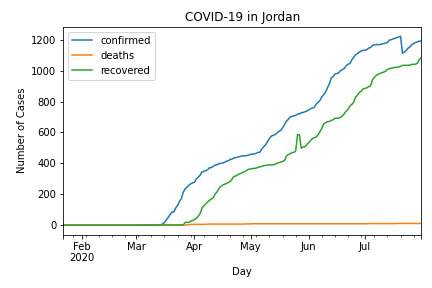 COVID-19 in Jordan
confirmed
deaths
recovered
Number of Cases
1200
1000
800
600
400
200
0
Feb Mar Apr May Jun Jul
2020
Day